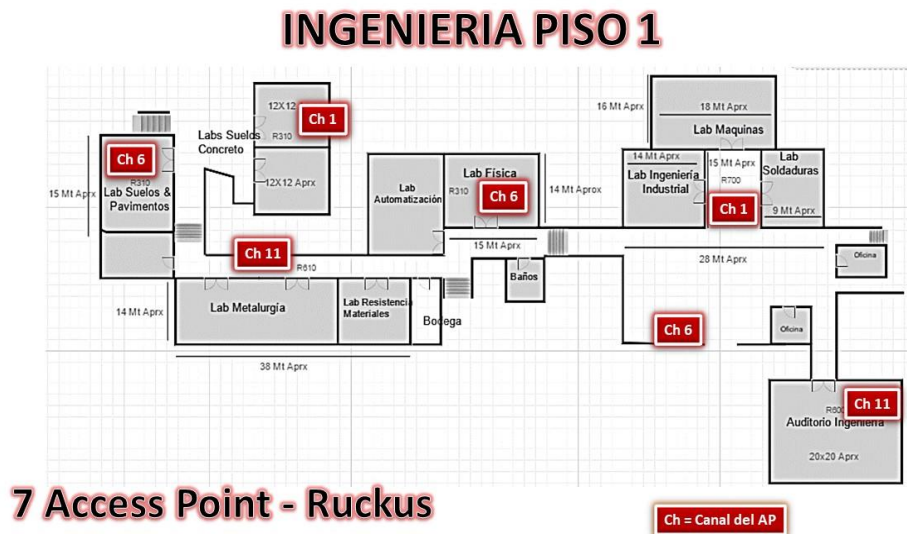 INGENIERIA PISO 1
12X12
Ch 1
R310
Labs Suelos
Concreto
12X12 Aprx
Ch 6
R310
15 Mt Aprx
Lab Suelos &
Pavimentos
Lab
Automatización
Lab Física
R310
Ch 6
14 Mt Aprox
15 Mt Aprx
16 Mt Aprx
18 Mt Aprx
Lab Maquinas
14 Mt Aprx
Lab Ingeniería
Industrial
15 Mt Aprx
R700
Ch 1
Lab
Soldaduras
9 Mt Aprx
28 Mt Aprx
Oficina
Ch 11
R610
14 Mt Aprx
Lab Metalurgía
Lab Resistencia
Materiales
Bodega
Baños
38 Mt Aprx
Ch 6
Oficina
Ch 11
R600
Auditorio Ingeniería
20x20 Aprx
7 Access Point - Ruckus
Ch = Canal del AP